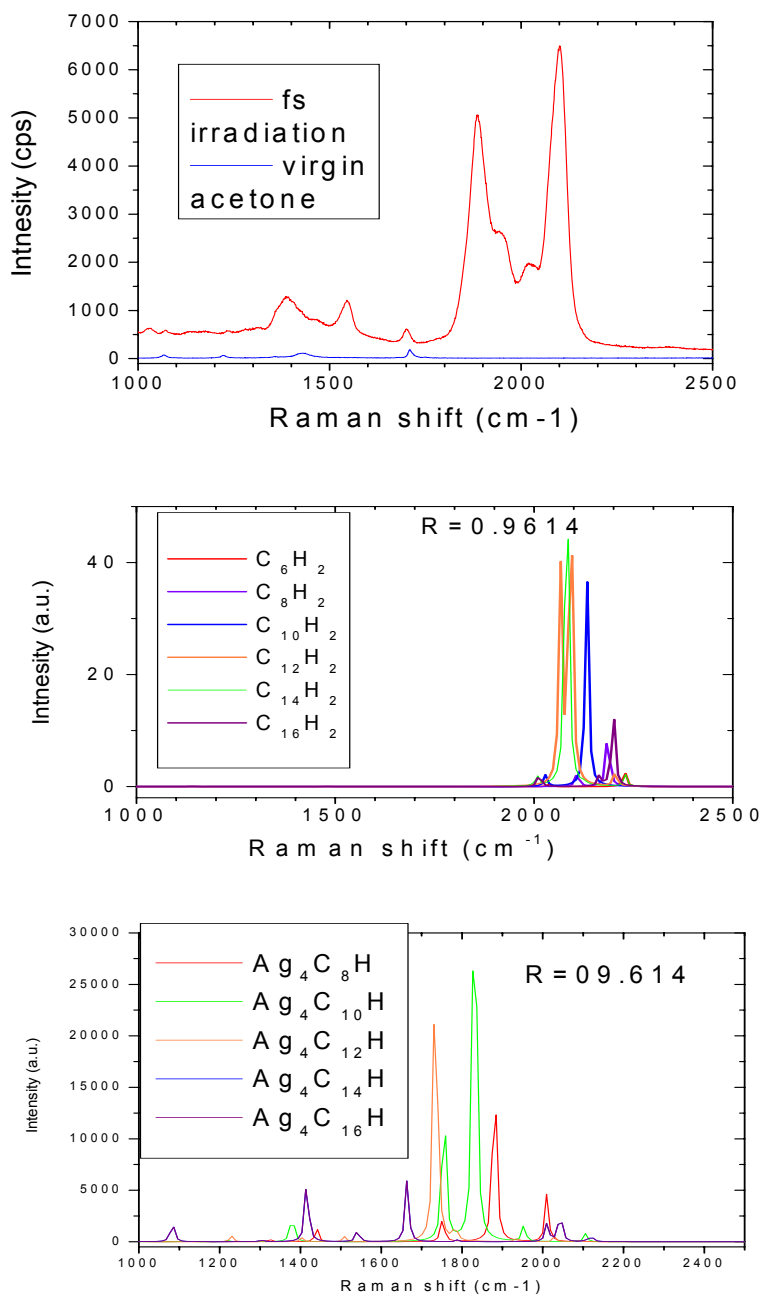 7000
6000
5000
4000
3000
2000
1000
0
Intnesity (cps)
fs
irradiation
virgin
acetone
1000 1500 2000 2500
Raman shift (cm-1)
R=0.9614
40
20
0
Intnesity (a.u.)
C6H2
C8H2
C10H2
C12H2
C14H2
C16H2
1000 1500 2000 2500
Raman shift (cm-1)
30000
25000
20000
15000
10000
5000
0
Intensity (a.u.)
Ag4C8H
Ag4C10H
Ag4C12H
Ag4C14H
Ag4C16H
R=09.614
1000 1200 1400 1600 1800 2000 2200 2400
Raman shift (cm-1)